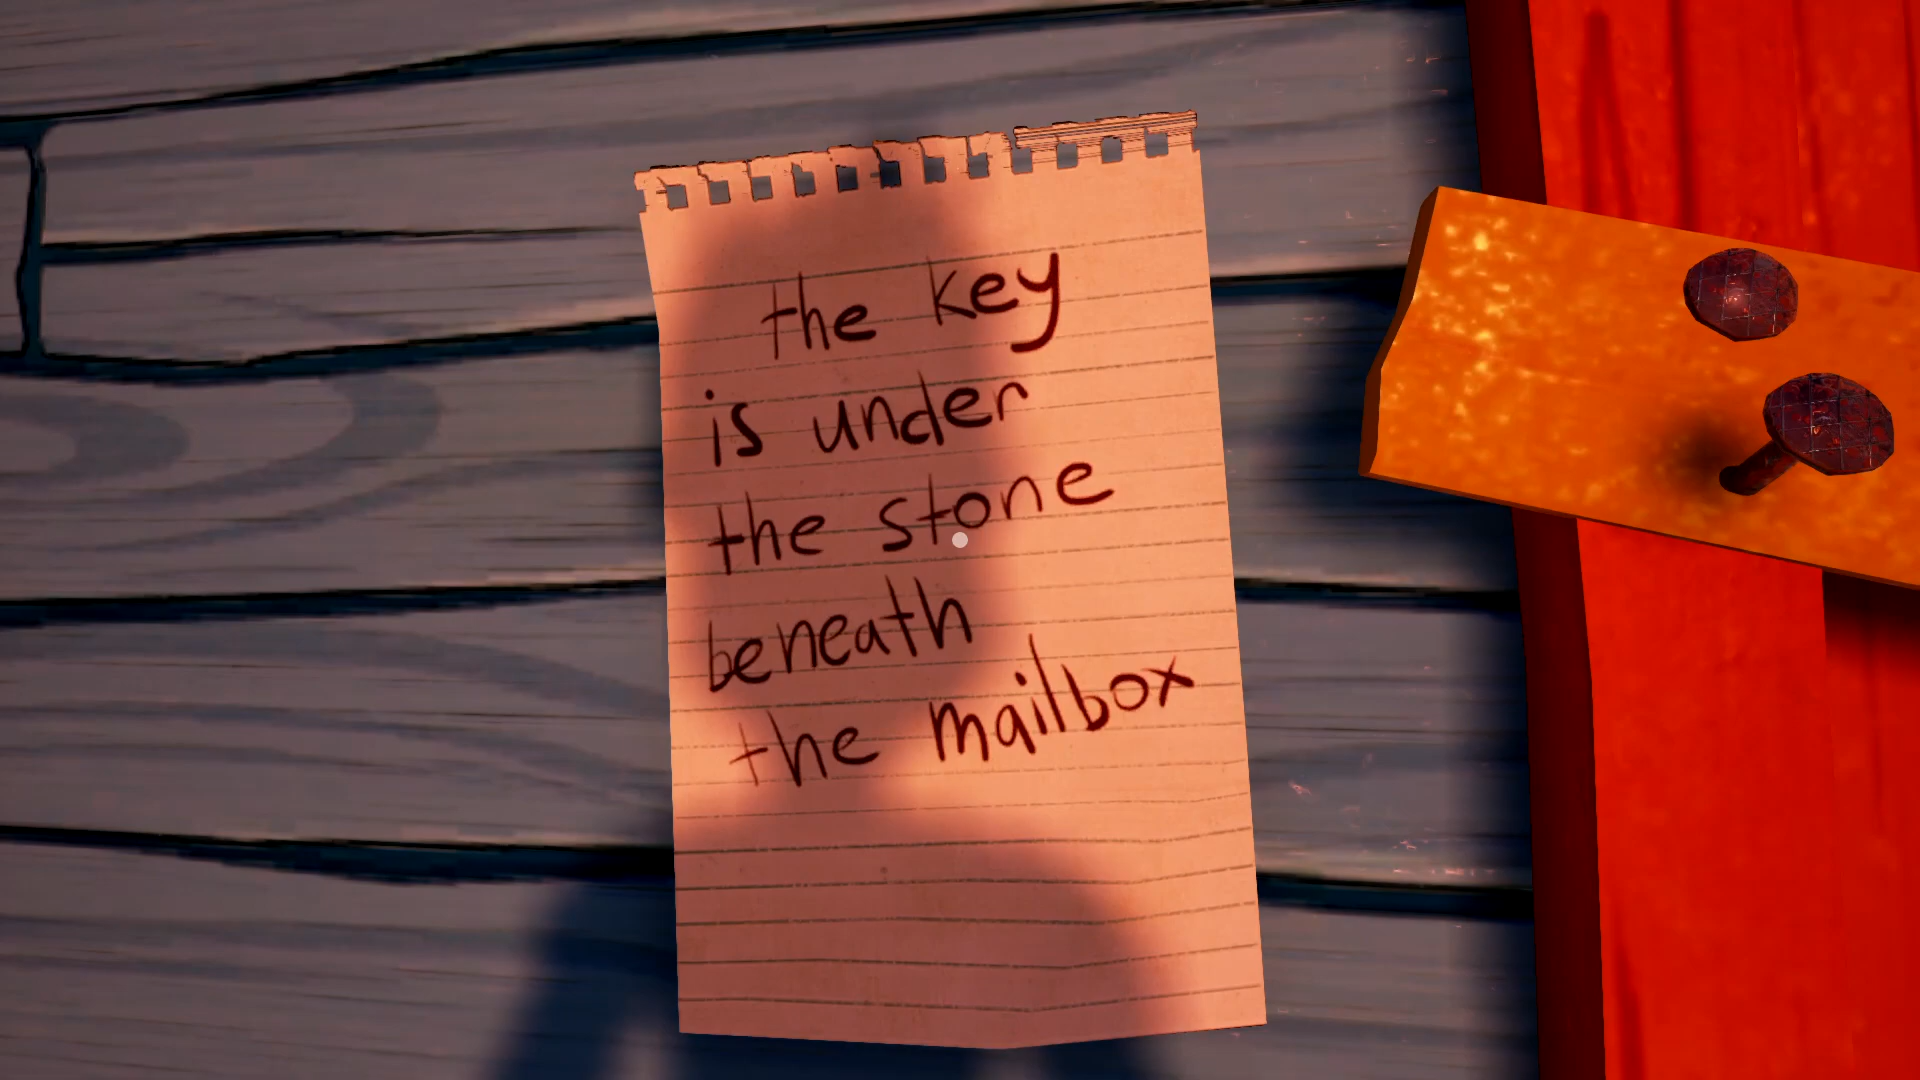 the key
is under
the stone
beneath
the mailbox